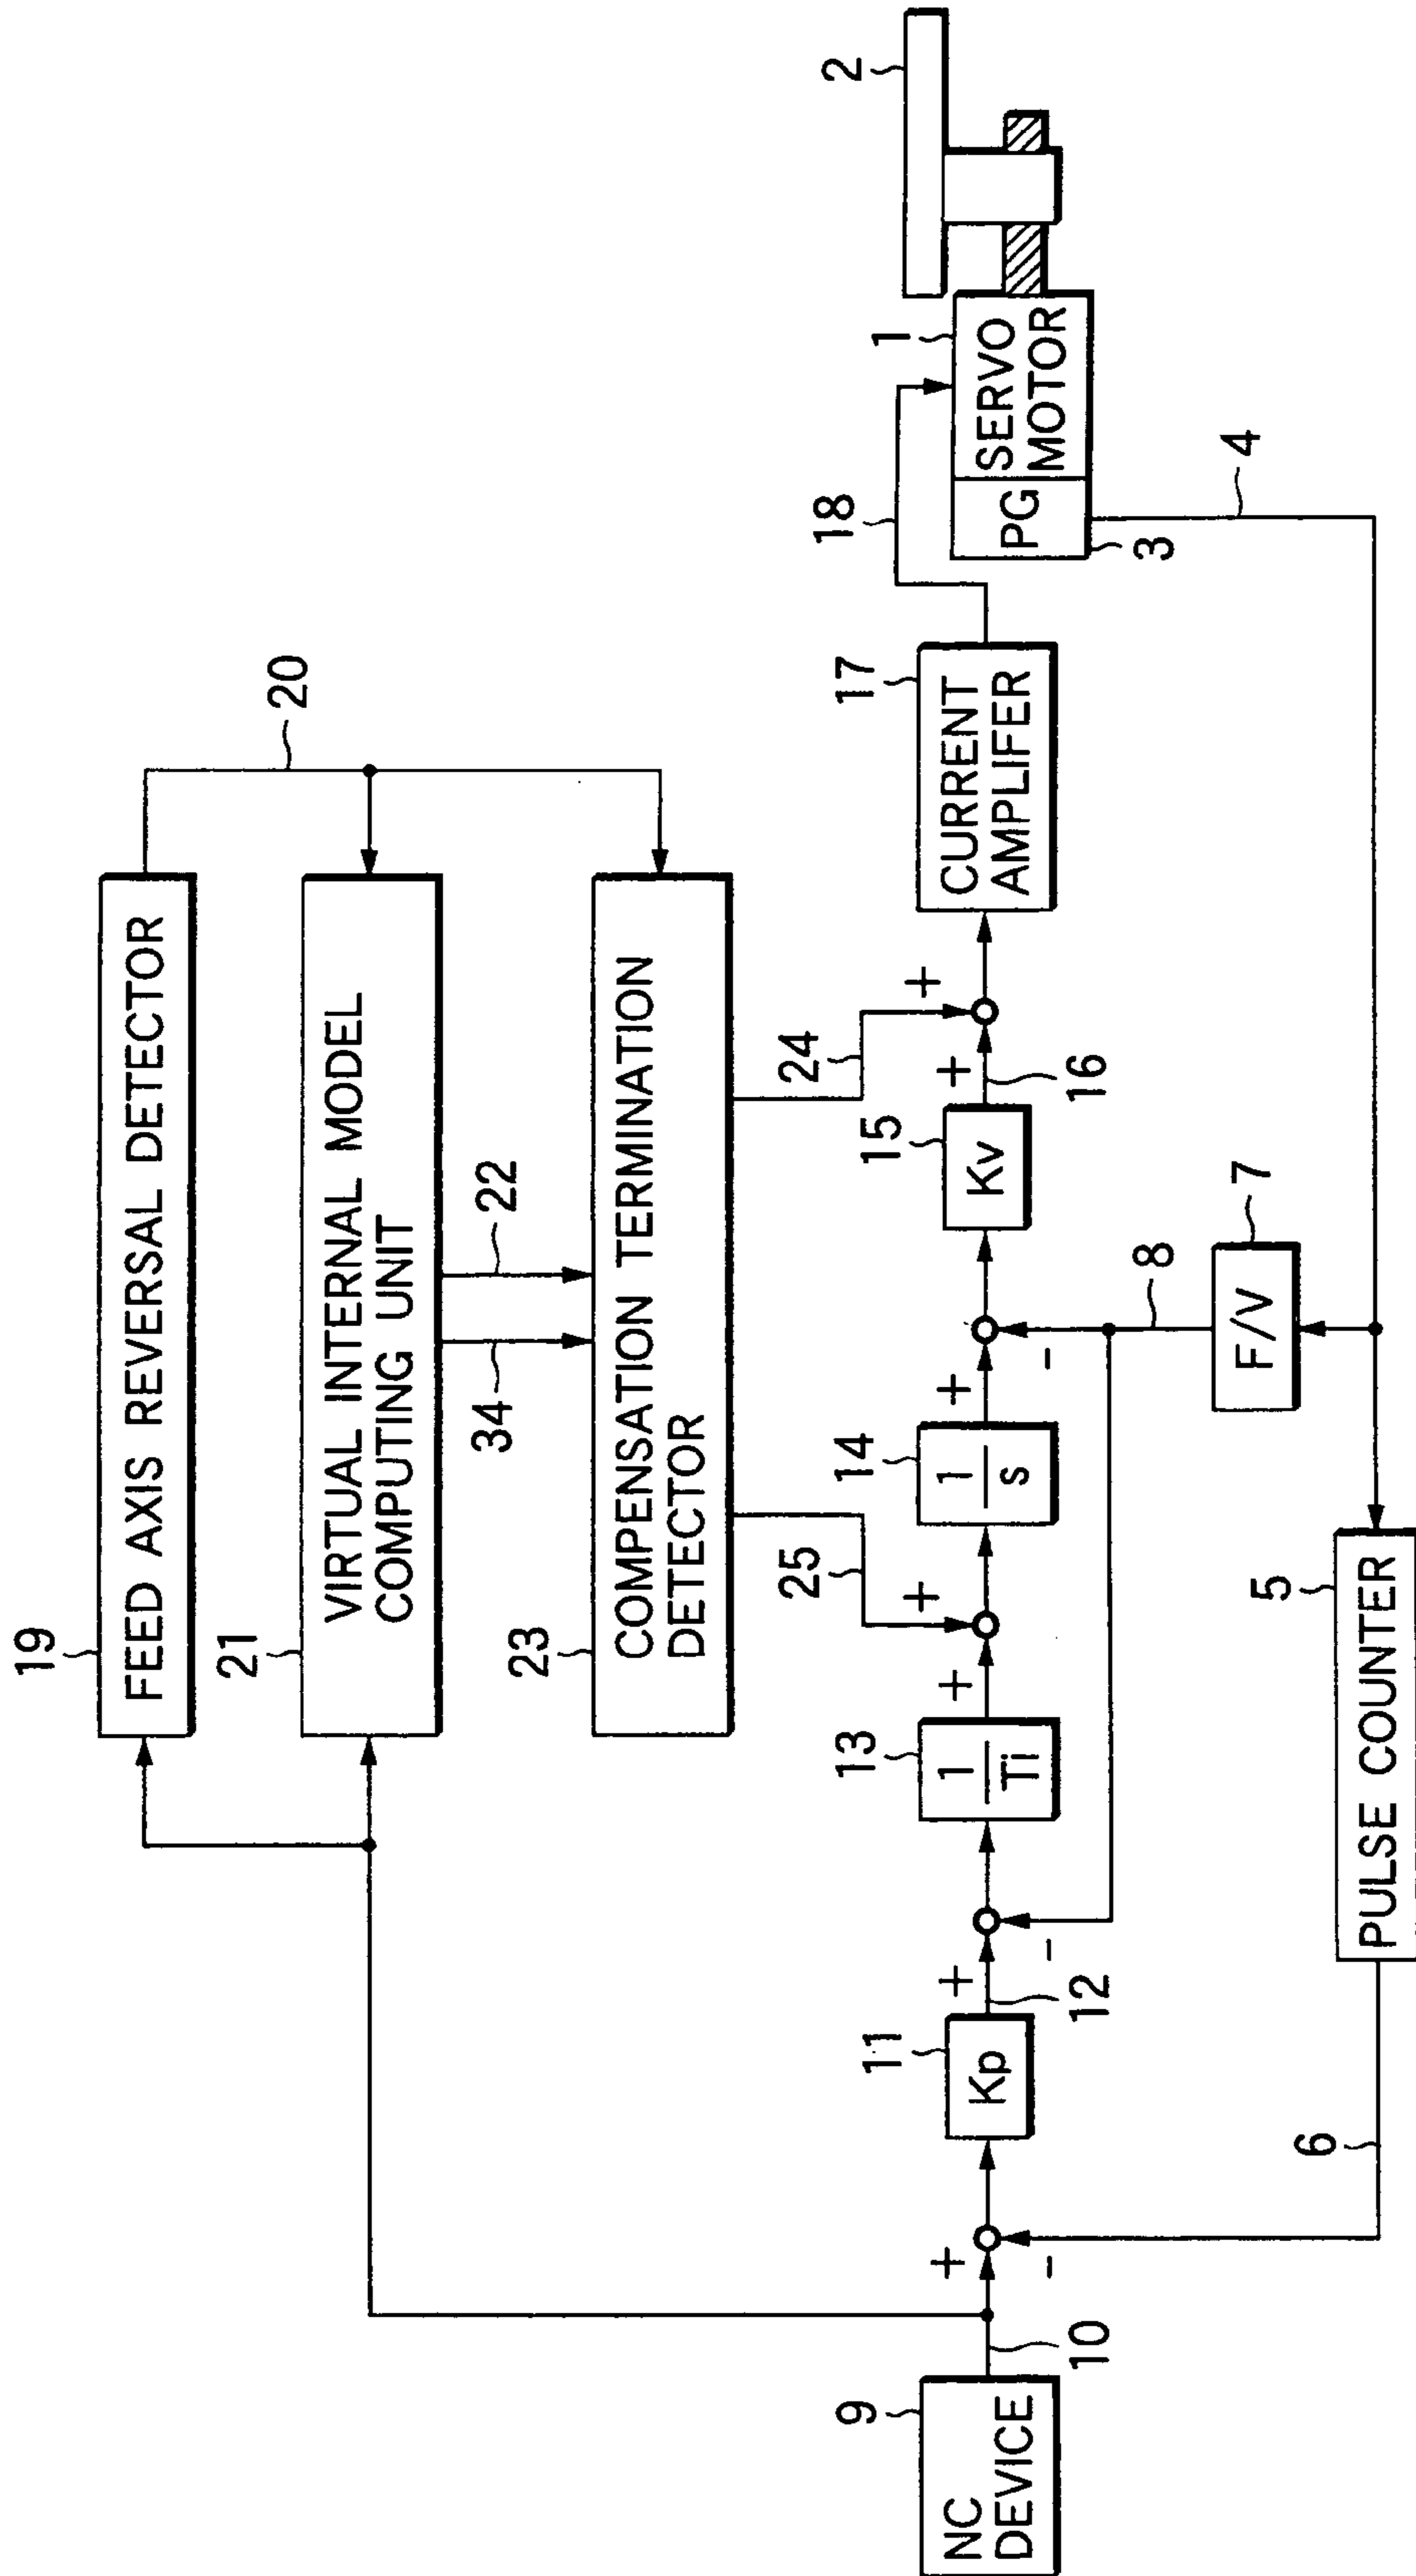 19
FEED AXIS REVERSAL DETECTOR
20
21
VIRTUAL INTERNAL MODEL
COMPUTING UNIT
34
22
23
COMPENSATION TERMINATION
DETECTOR
25
24
9
NC
DEVICE
10
+
-
11
Kp
+
12
-
13
1
Ti
+
+
14
1
s
+
-
15
Kv
+
16
+
17
CURRENT
AMPLIFER
18
PG
3
1
SERVO
MOTOR
2
8
7
F/V
4
6
5
PULSE COUNTER